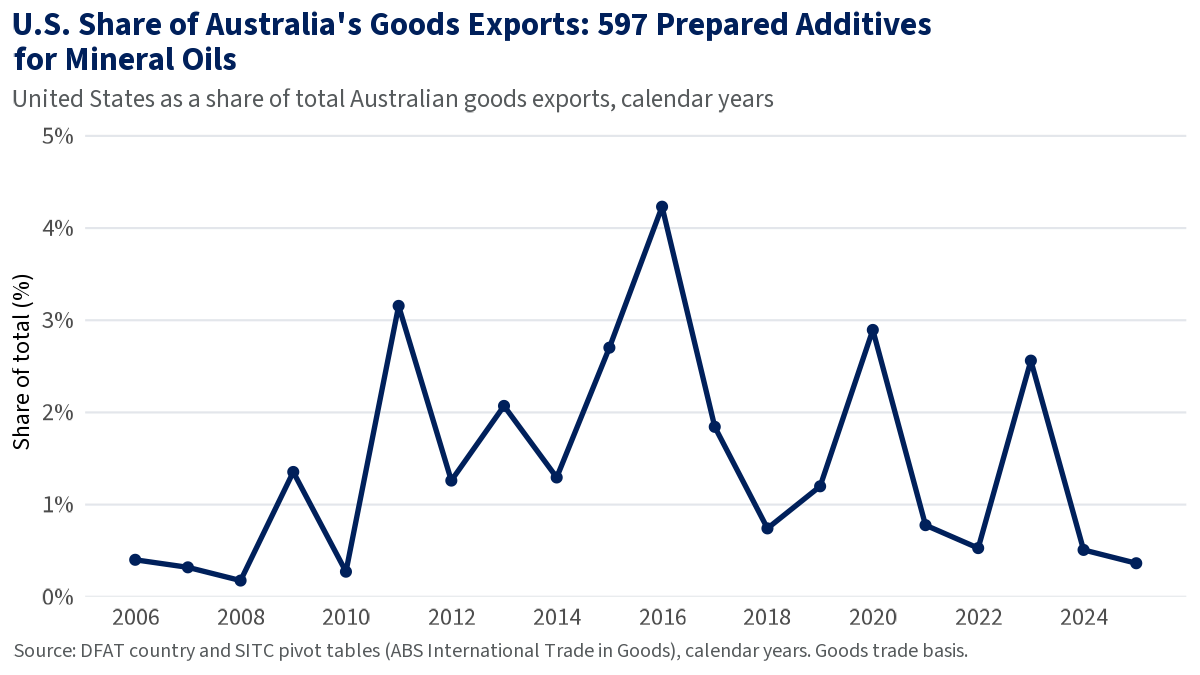 U.S. Share of Australia's Goods Exports: 597 Prepared Additives
for Mineral Oils
United States as a share of total Australian goods exports, calendar years
5%
4%
3%
2%
1%
0%
Share of total (%)
2006 2008 2010 2012 2014 2016 2018 2020 2022 2024
Source: DFAT country and SITC pivot tables (ABS International Trade in Goods), calendar years. Goods trade basis.